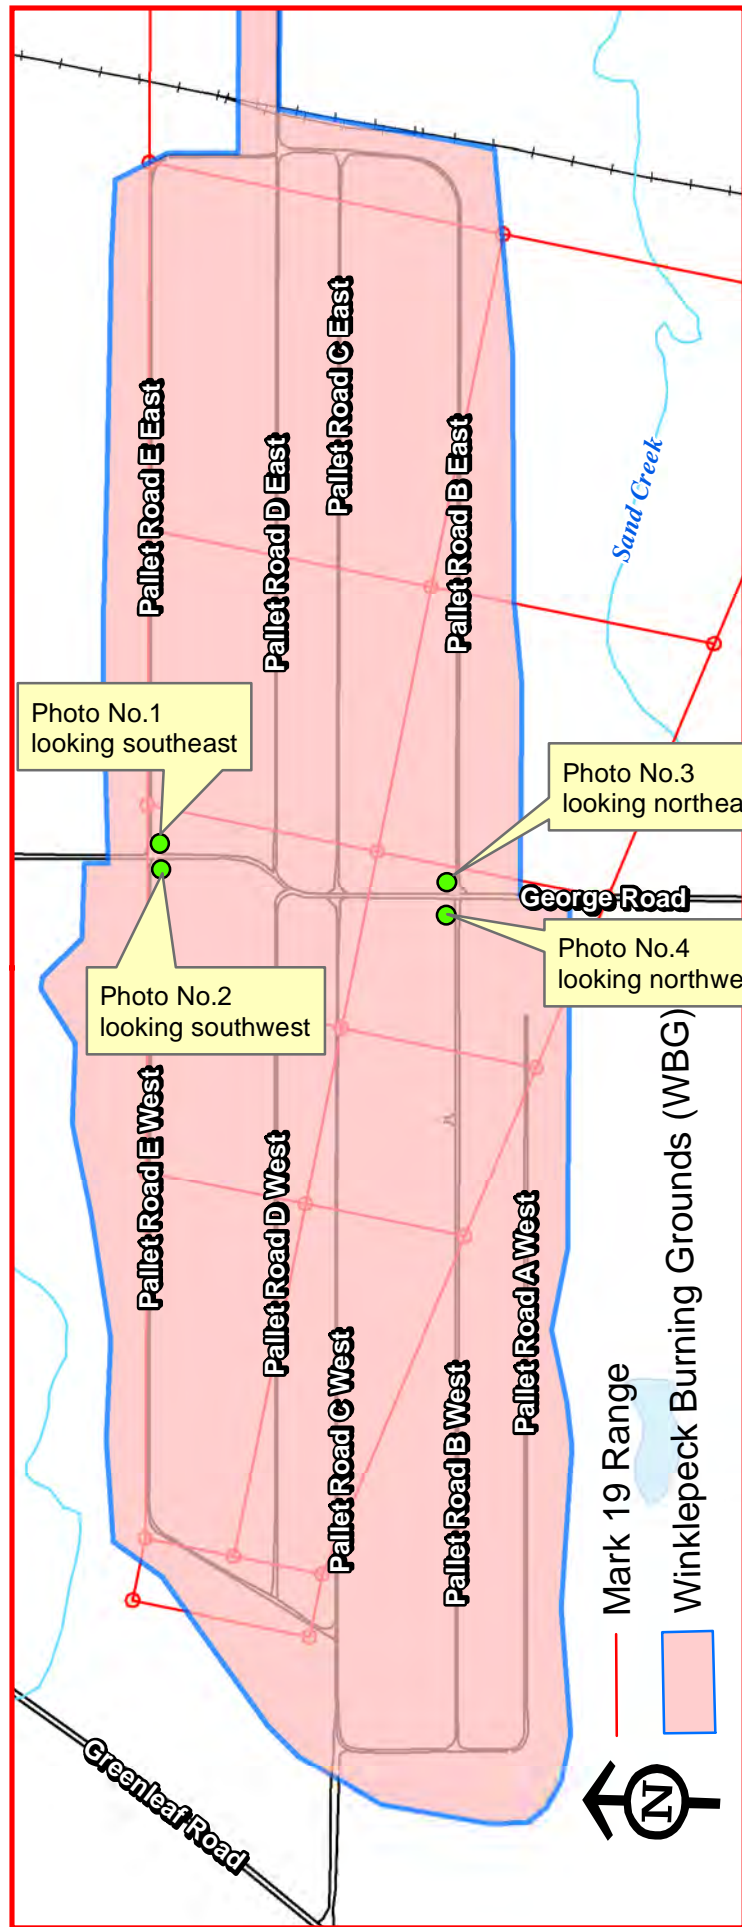 Pallet Road E East
Pallet Road D East
Pallet Road C East
Pallet Road B East
Sand Creek
Photo No.1
looking southeast
Photo No.3
looking northea
George Road
Photo No.2
looking southwest
Photo No.4
looking northwe
Pallet Road E West
Pallet Road D West
Pallet Road C West
Pallet Road B West
Pallet Road A West
Mark 19 Range
Winklepeck Burning Grounds (WBG)
Greenleaf Road
N